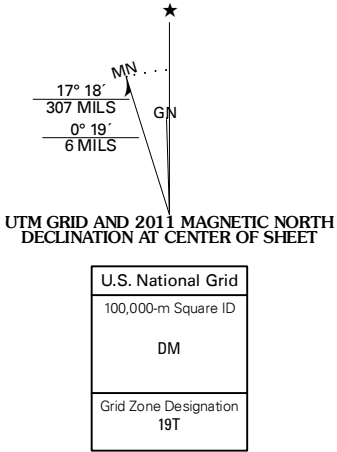 MN
17° 18´
307 MILS
GN
0° 19´
6 MILS
UTM GRID AND 2011 MAGNETIC NORTH
DECLINATION AT CENTER OF SHEET
U.S. National Grid
100,000-m Square ID
DM
Grid Zone Designation
19T